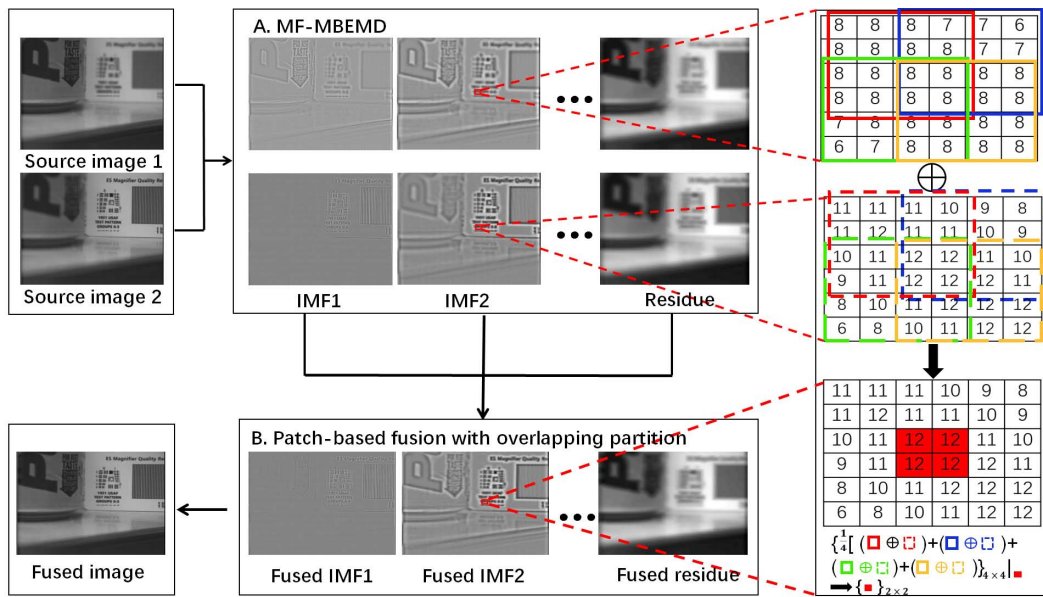 A. MF-MBEMD
Source image 1
Source image 2
IMF1
IMF2
Residue
B. Patch-based fusion with overlapping partition
Fused IMF1
Fused IMF2
Fused residue
Fused image
8 8 8 7 7 6
8 8 8 8 7 7
8 8 8 8 8 8
8 8 8 8 8 8
7 8 8 8 8 8
6 7 8 8 8 8
⊕
11 11 11 10 9 8
11 12 11 11 10 9
10 11 12 12 11 10
9 11 12 12 12 11
8 10 11 12 12 12
6 8 10 11 12 12
11 11 11 10 9 8
11 12 11 11 10 9
10 11 12 12 11 10
9 11 12 12 12 11
8 10 11 12 12 12
6 8 10 11 12 12
{1/4[(□⊕□)+(□⊕□)+
(□⊕□)+(□⊕□)}4×4|■
→{■}2×2